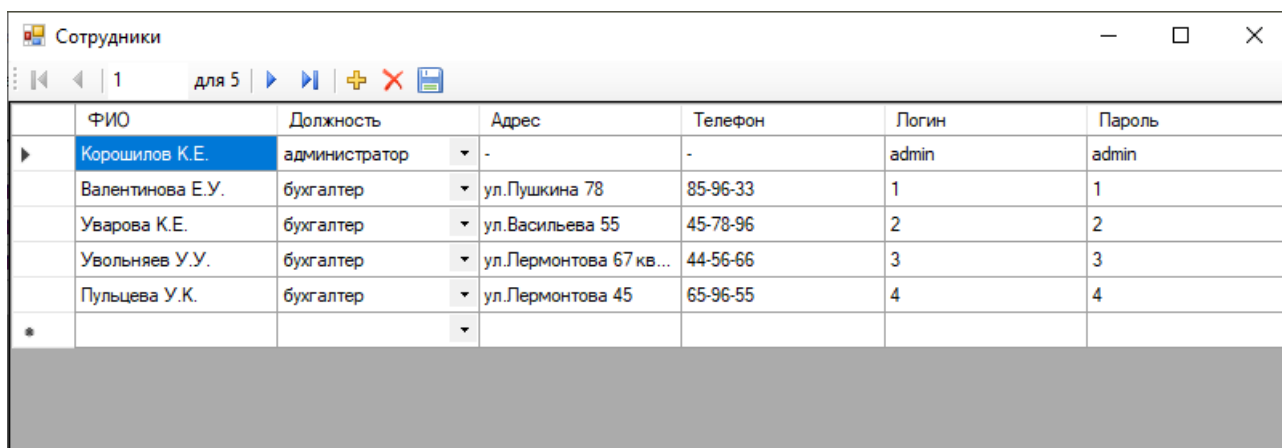 Сотрудники
1 для 5
ФИО Должность Адрес Телефон Логин Пароль
Корошилов К.Е. администратор - - admin admin
Валентинова Е.У. бухгалтер ул.Пушкина 78 85-96-33 1 1
Уварова К.Е. бухгалтер ул.Васильева 55 45-78-96 2 2
Увольняев У.У. бухгалтер ул.Лермонтова 67 кв... 44-56-66 3 3
Пульцева У.К. бухгалтер ул.Лермонтова 45 65-96-55 4 4